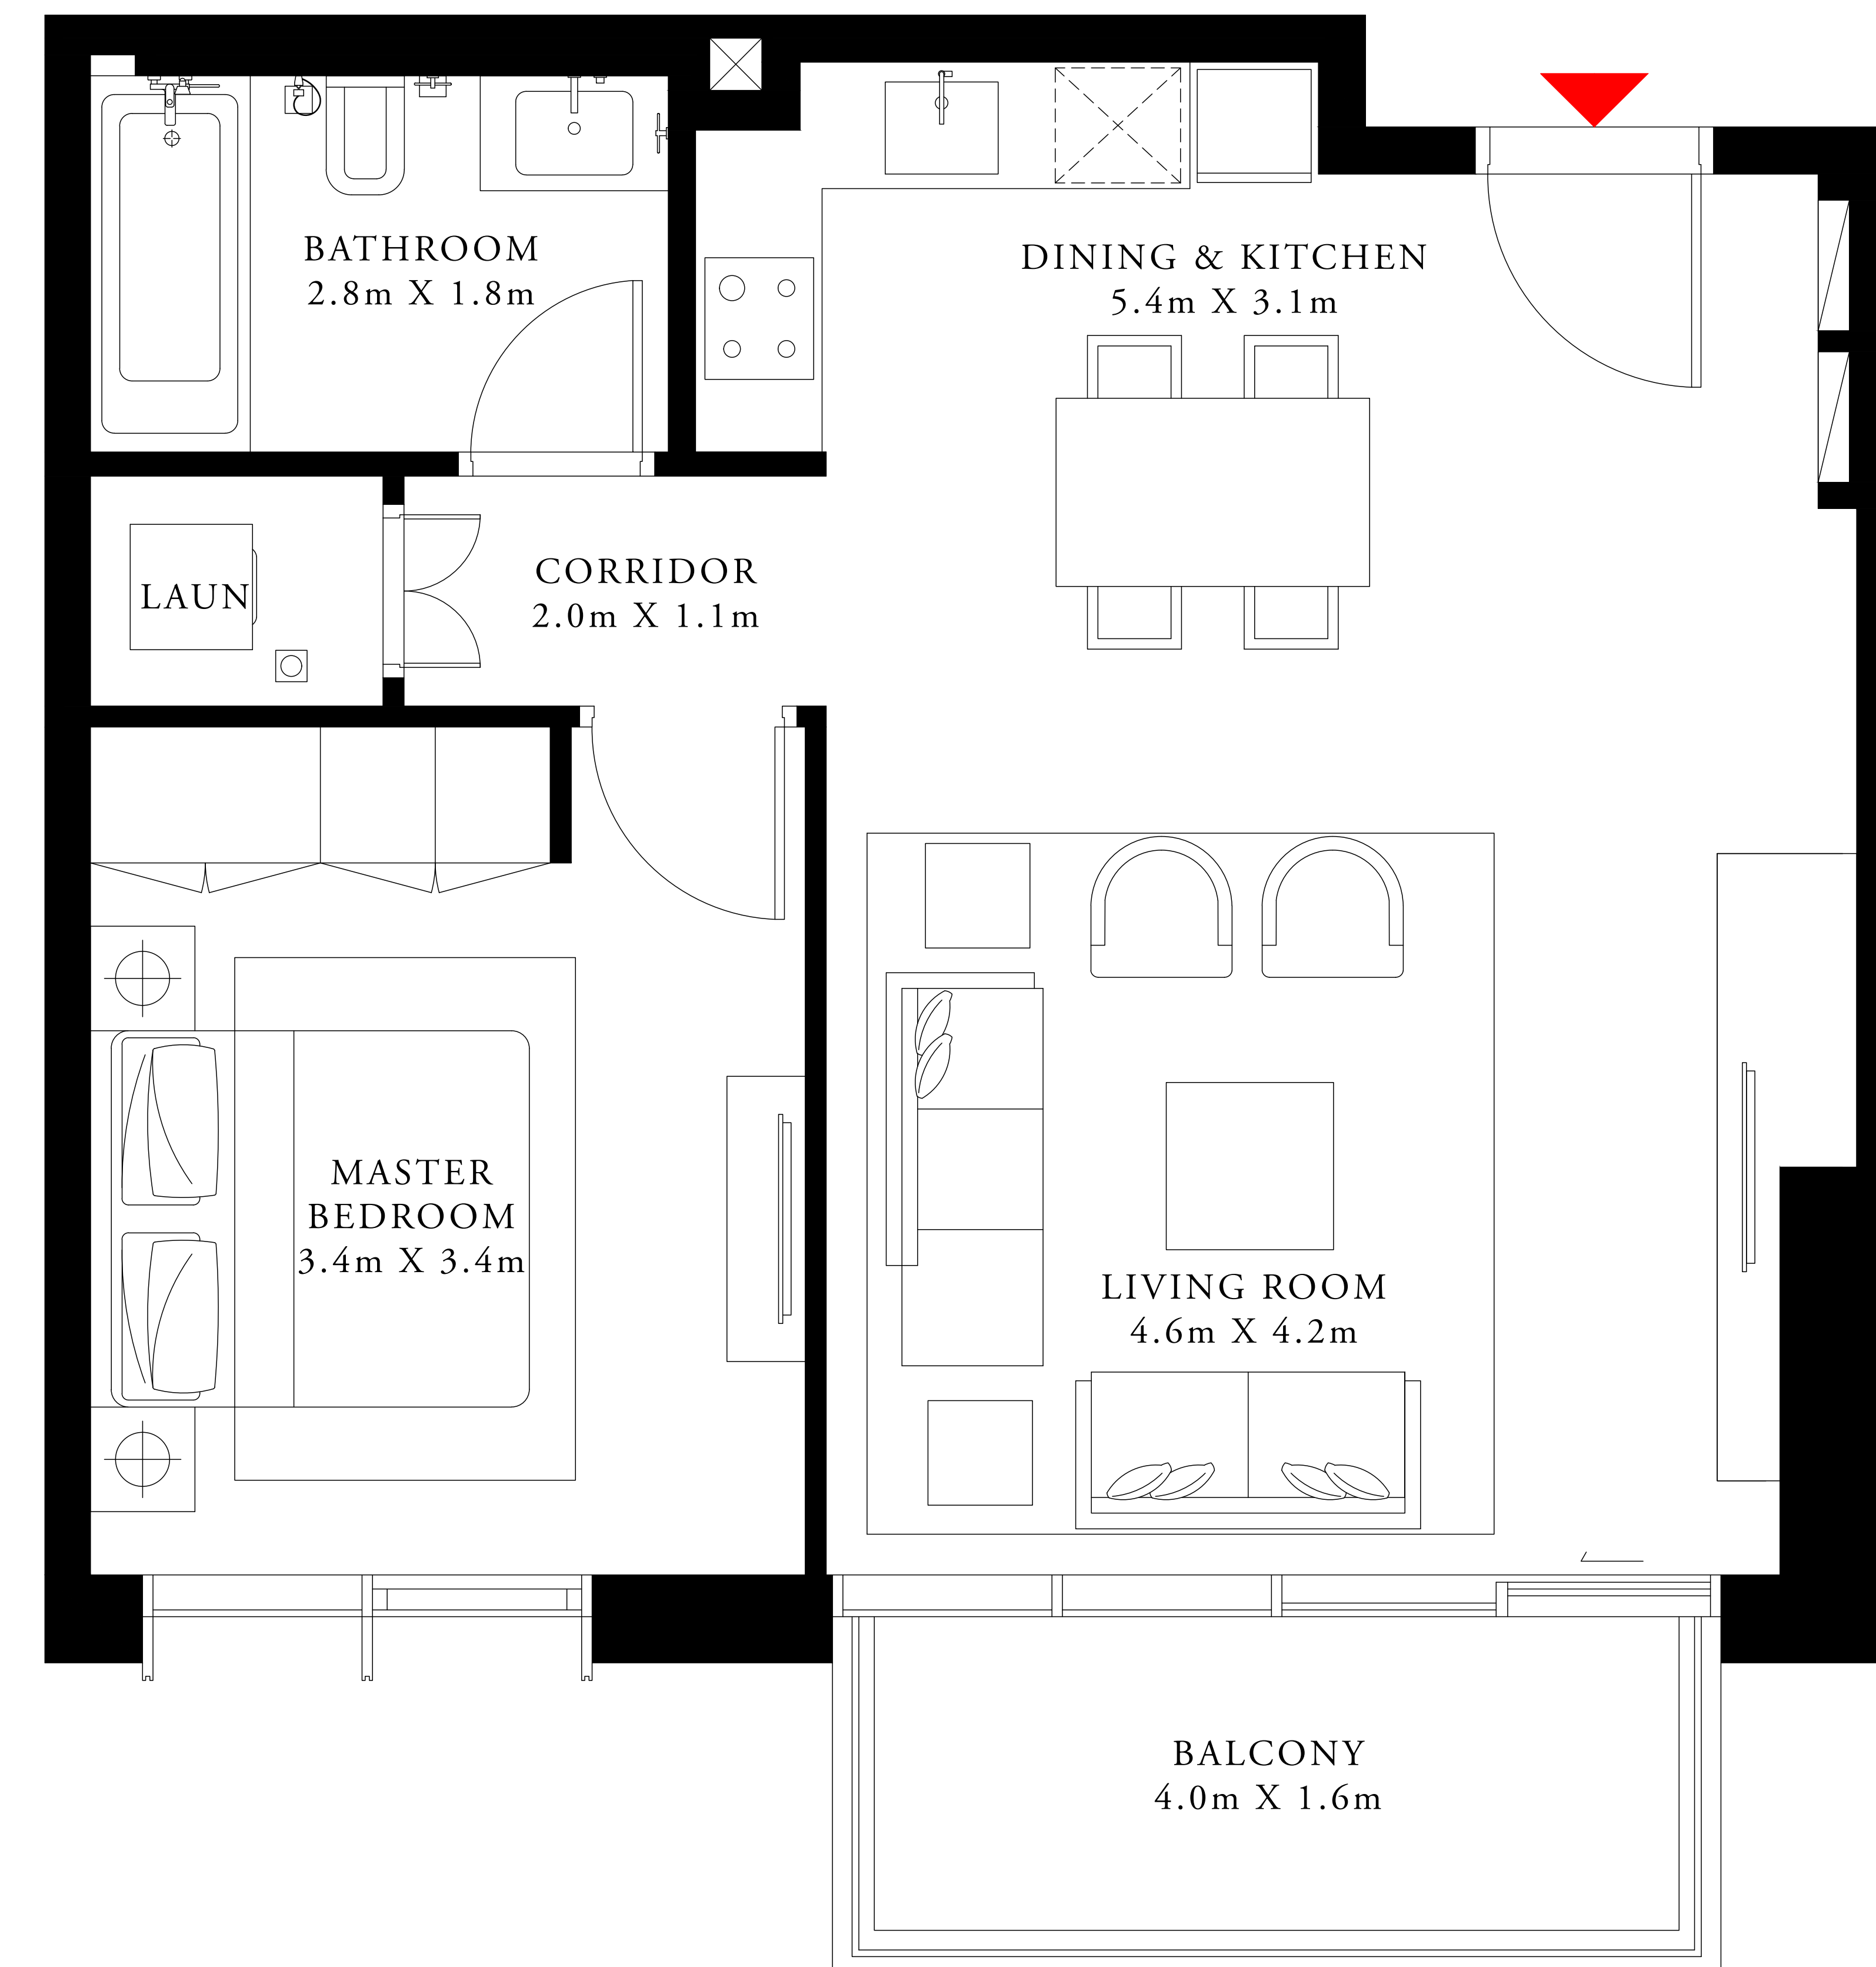 BATHROOM
2.8m X 1.8m
DINING & KITCHEN
5.4m X 3.1m
LAUN
CORRIDOR
2.0m X 1.1m
MASTER
BEDROOM
3.4m X 3.4m
LIVING ROOM
4.6m X 4.2m
BALCONY
4.0m X 1.6m